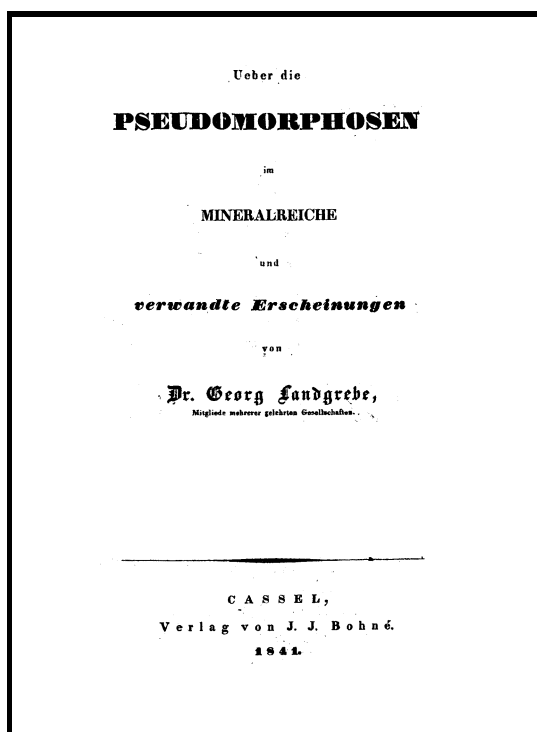 Ueber die
PSEUDOMORPHOSEN
im
MINERALREICHE
und
verwandte Erscheinungen
von
Dr. Georg Landgrebe,
Mitgliede mehrerer gelehrten Gesellschaften.
CASSEL,
Verlag von J. J. Bohné.
1841.